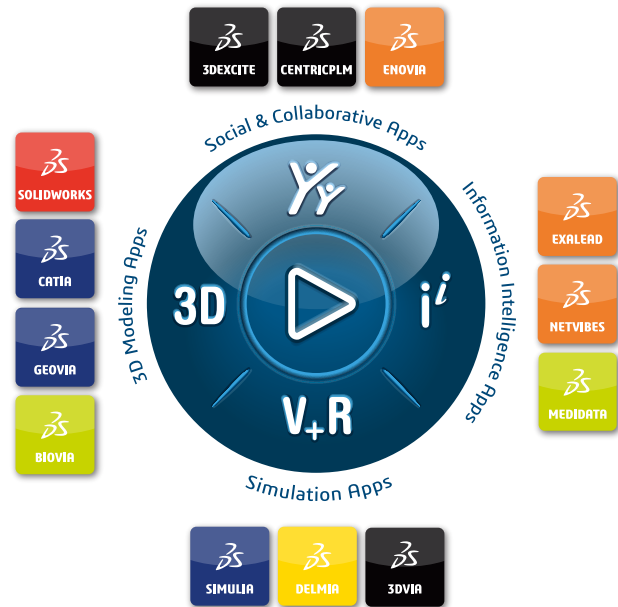 3DEXCITE
CENTRICPLM
ENOVIA
Social & Collaborative Apps
SOLIDWORKS
CATIA
GEOVIA
BIOVIA
3D Modeling Apps
3D
i i
V+R
Information Intelligence Apps
EXALEAD
NETVIBES
MEDIDATA
Simulation Apps
SIMULIA
DELMIA
3DVIA